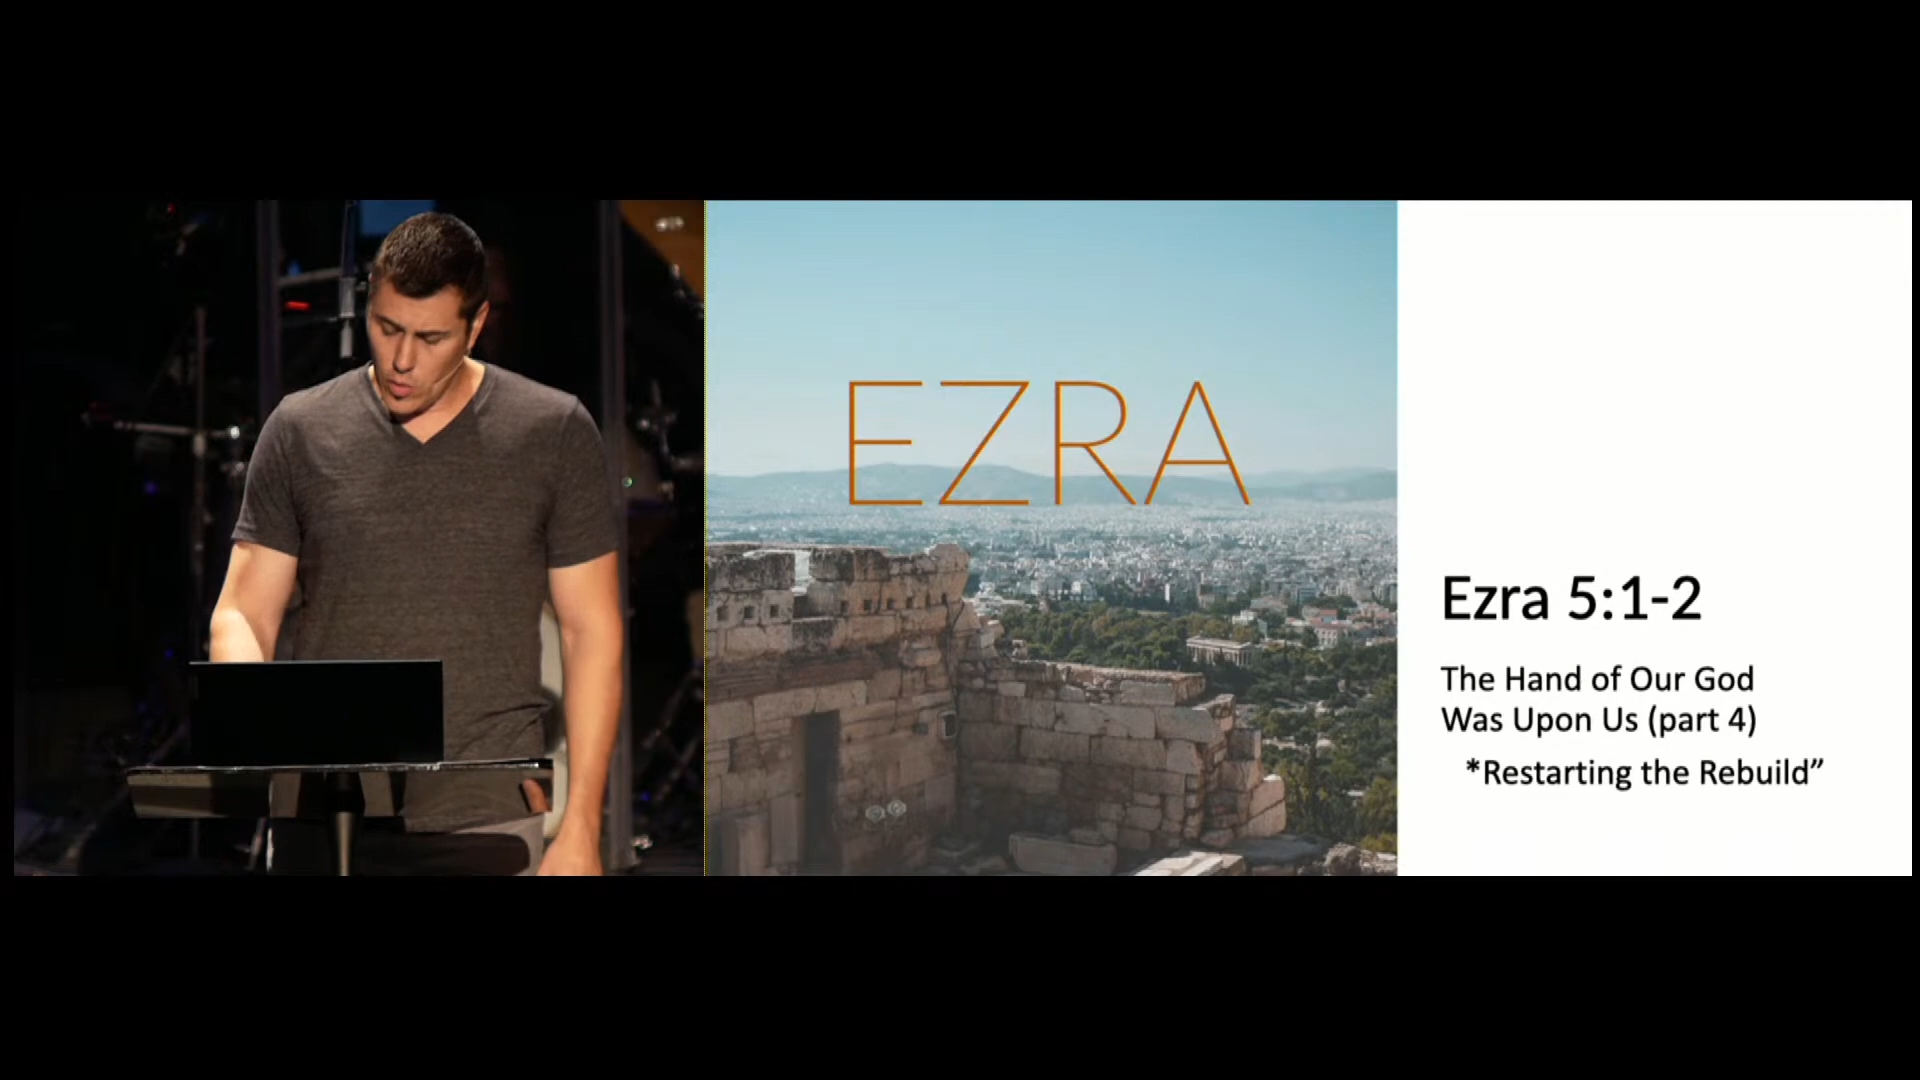 EZRA
Ezra 5:1-2
The Hand of Our God
Was Upon Us (part 4)
*Restarting the Rebuild”